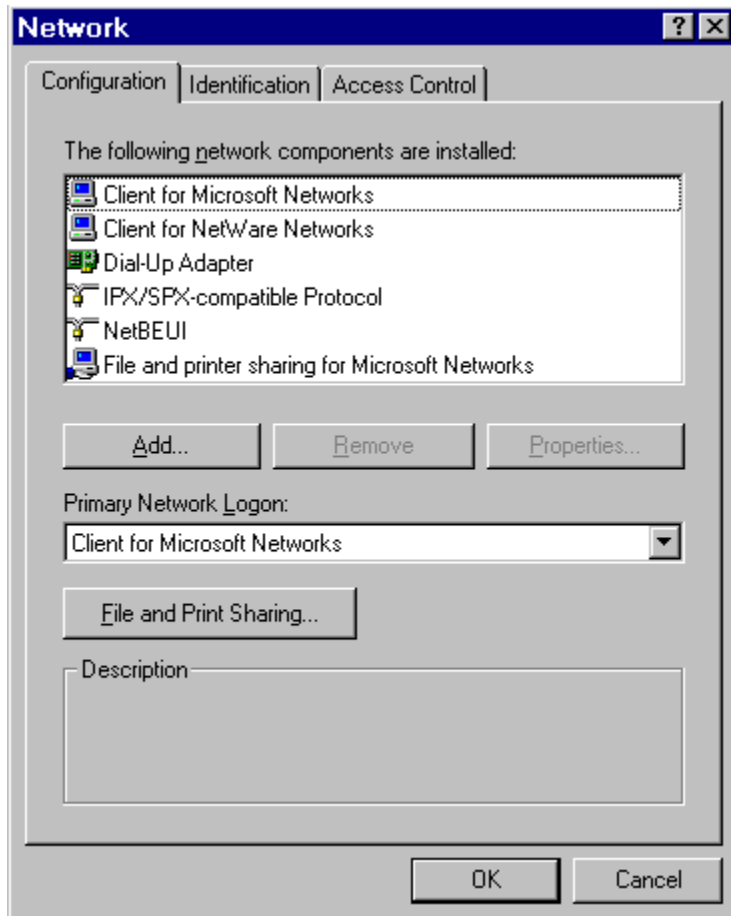 Network
? X
Configuration Identification Access Control
The following network components are installed:
Client for Microsoft Networks
Client for NetWare Networks
Dial-Up Adapter
IPX/SPX-compatible Protocol
NetBEUI
File and printer sharing for Microsoft Networks
Add... Remove Properties...
Primary Network Logon:
Client for Microsoft Networks
File and Print Sharing...
Description
OK Cancel